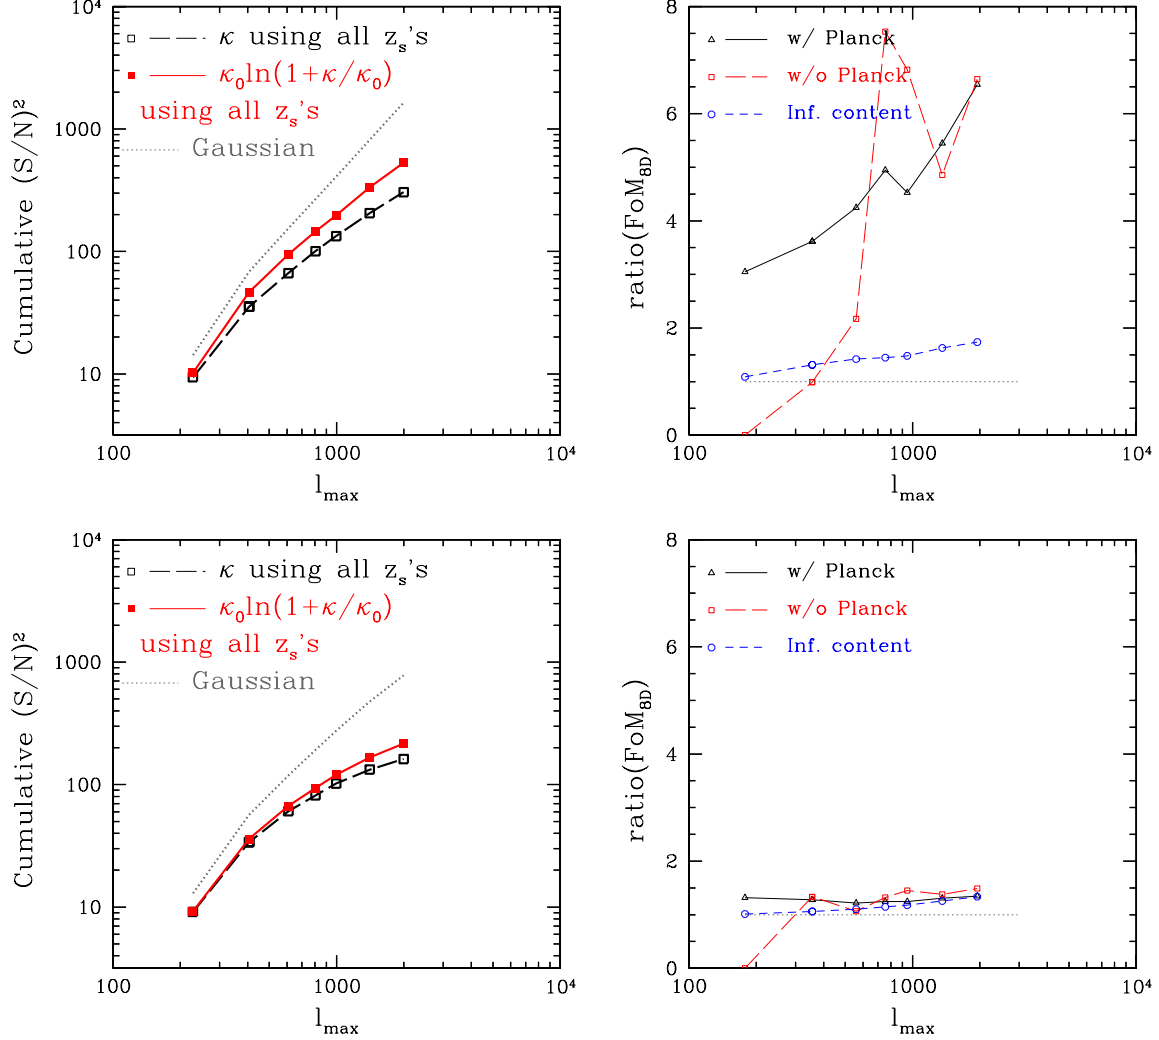 10⁴
1000
100
10
100
1000
10⁴
Cumulative (S/N)²
l_max
κ using all z_s's
κ₀ln(1+κ/κ₀)
using all z_s's
Gaussian
8
6
4
2
0
100
1000
10⁴
ratio(FoM_8D)
l_max
w/ Planck
w/o Planck
Inf. content
10⁴
1000
100
10
100
1000
10⁴
Cumulative (S/N)²
l_max
κ using all z_s's
κ₀ln(1+κ/κ₀)
using all z_s's
Gaussian
8
6
4
2
0
100
1000
10⁴
ratio(FoM_8D)
l_max
w/ Planck
w/o Planck
Inf. content